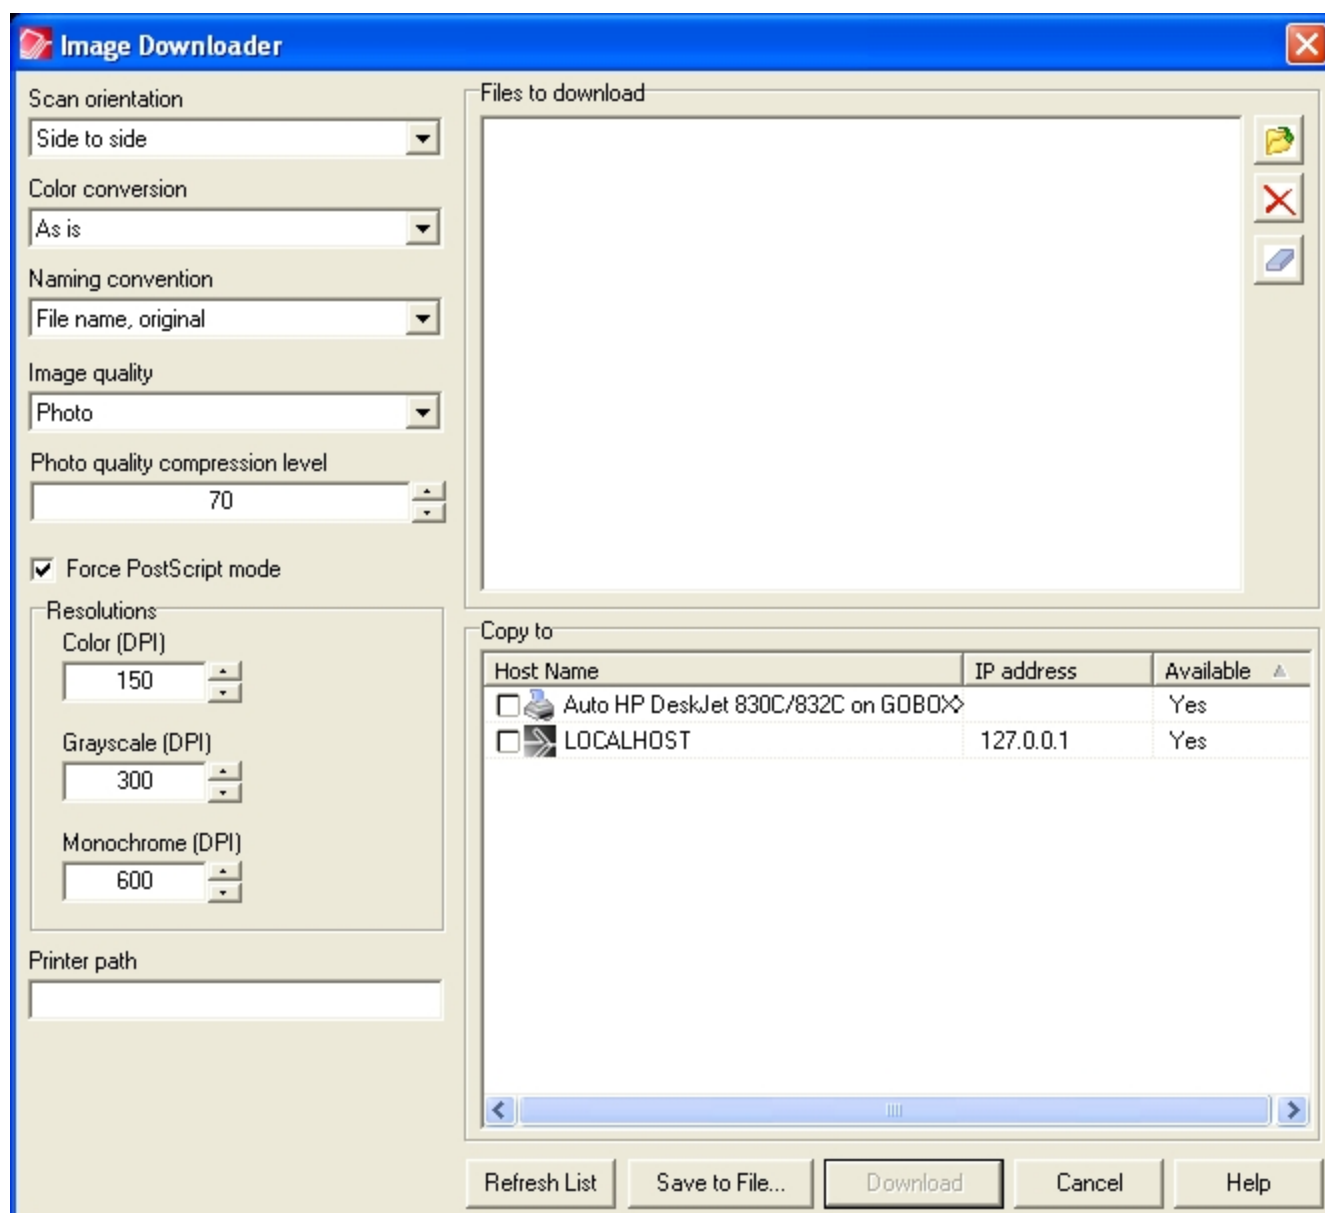 Image Downloader
Scan orientation
Side to side
Color conversion
As is
Naming convention
File name, original
Image quality
Photo
Photo quality compression level
70
Force PostScript mode
Resolutions
Color (DPI)
150
Grayscale (DPI)
300
Monochrome (DPI)
600
Printer path
Files to download
Copy to
Host Name IP address Available
Auto HP DeskJet 830C/832C on GOBOX Yes
LOCALHOST 127.0.0.1 Yes
Refresh List Save to File... Download Cancel Help